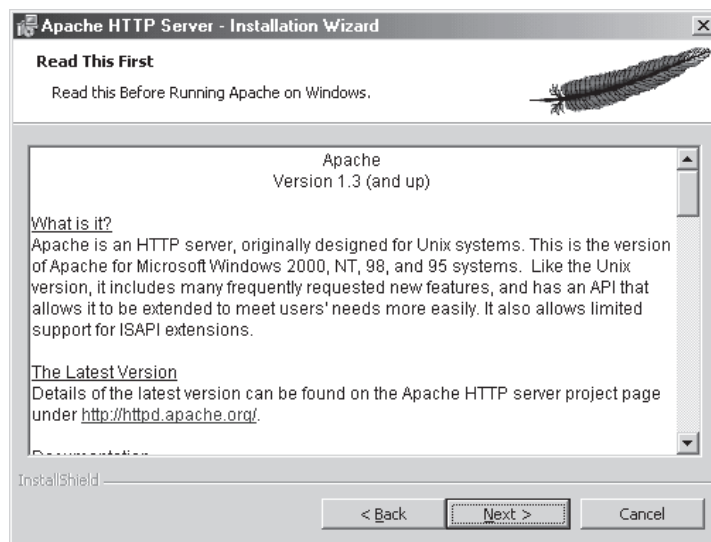 Apache HTTP Server - Installation Wizard
Read This First
Read this Before Running Apache on Windows.
Apache
Version 1.3 (and up)
What is it?
Apache is an HTTP server, originally designed for Unix systems. This is the version
of Apache for Microsoft Windows 2000, NT, 98, and 95 systems.  Like the Unix
version, it includes many frequently requested new features, and has an API that
allows it to be extended to meet users' needs more easily. It also allows limited
support for ISAPI extensions.
The Latest Version
Details of the latest version can be found on the Apache HTTP server project page
under http://httpd.apache.org/.
Documentation
InstallShield
< Back
Next >
Cancel